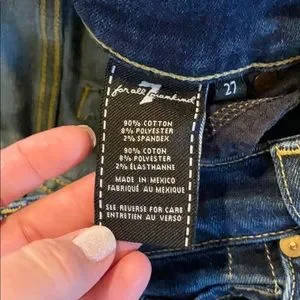 7
for all mankind
27
90% COTTON
8% POLYESTER
2% SPANDEX
90% COTON
8% POLYESTER
2% ÉLASTHANNE
MADE IN MEXICO
FABRIQUÉ AU MEXIQUE
SEE REVERSE FOR CARE
ENTRETIEN AU VERSO